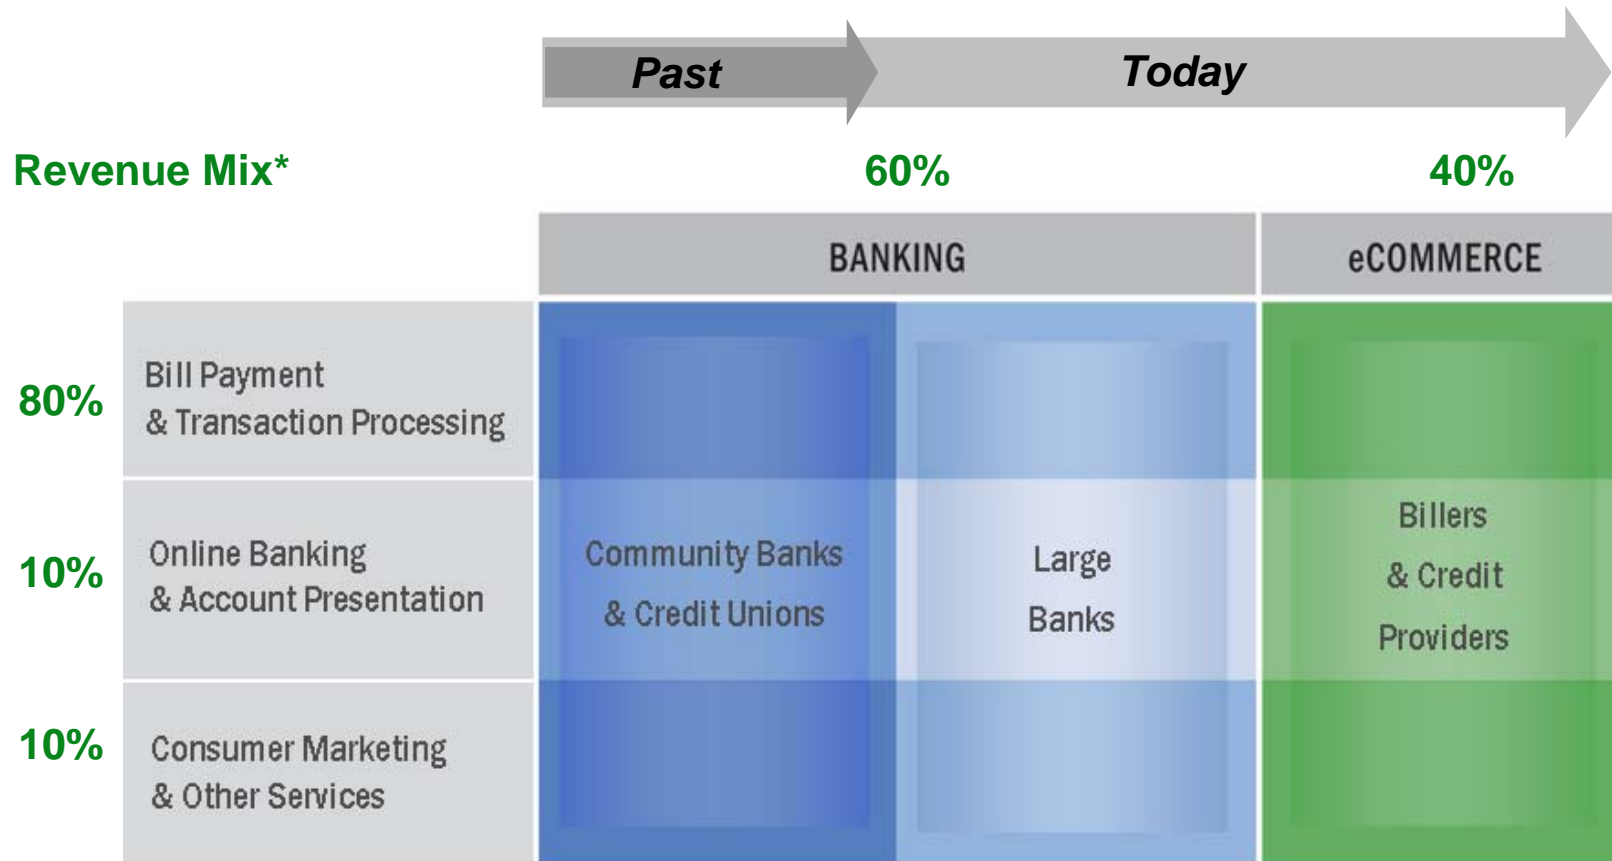 Past
Today
Revenue Mix*
60%
40%
BANKING
eCOMMERCE
80%
Bill Payment
& Transaction Processing
10%
Online Banking
& Account Presentation
Community Banks
& Credit Unions
Large
Banks
Billers
& Credit
Providers
10%
Consumer Marketing
& Other Services